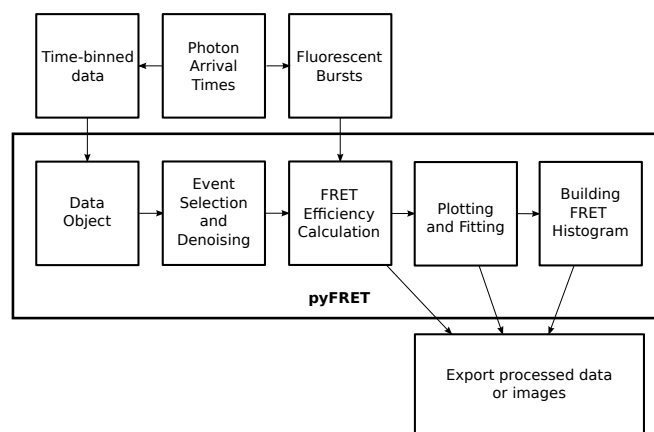 Time-binned
data
Photon
Arrival
Times
Fluorescent
Bursts
Data
Object
Event
Selection
and
Denoising
FRET
Efficiency
Calculation
Plotting
and Fitting
Building
FRET
Histogram
pyFRET
Export processed data
or images